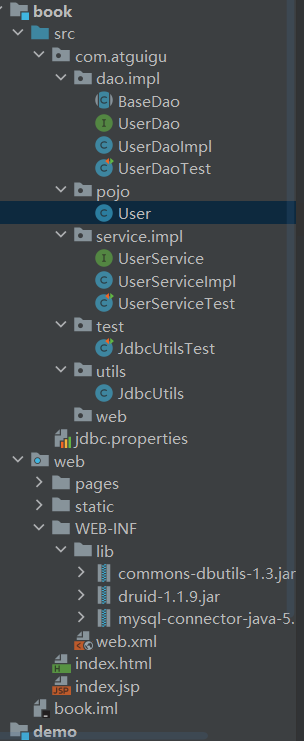 book
src
com.atguigu
dao.impl
BaseDao
UserDao
UserDaoImpl
UserDaoTest
pojo
User
service.impl
UserService
UserServiceImpl
UserServiceTest
test
JdbcUtilsTest
utils
JdbcUtils
web
jdbc.properties
web
pages
static
WEB-INF
lib
commons-dbutils-1.3.jar
druid-1.1.9.jar
mysql-connector-java-5.
web.xml
index.html
index.jsp
book.iml
demo